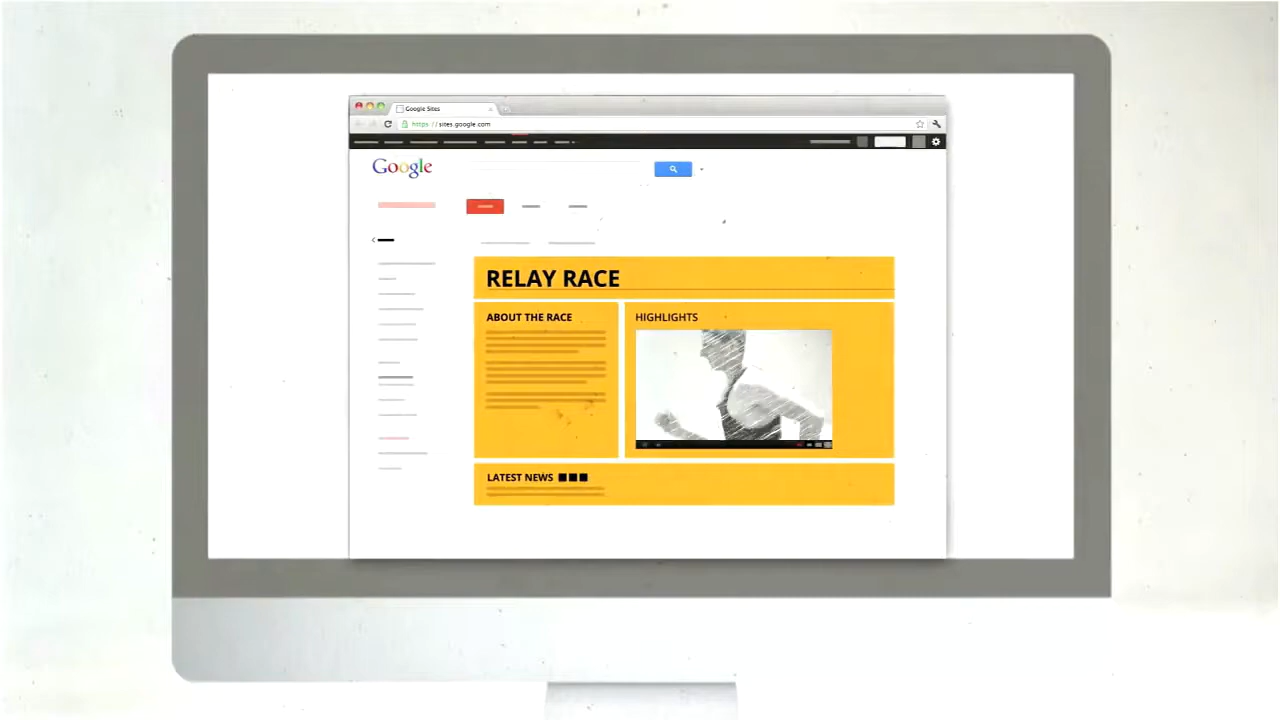 Google Sites
https://sites.google.com
Google
RELAY RACE
ABOUT THE RACE
HIGHLIGHTS
LATEST NEWS